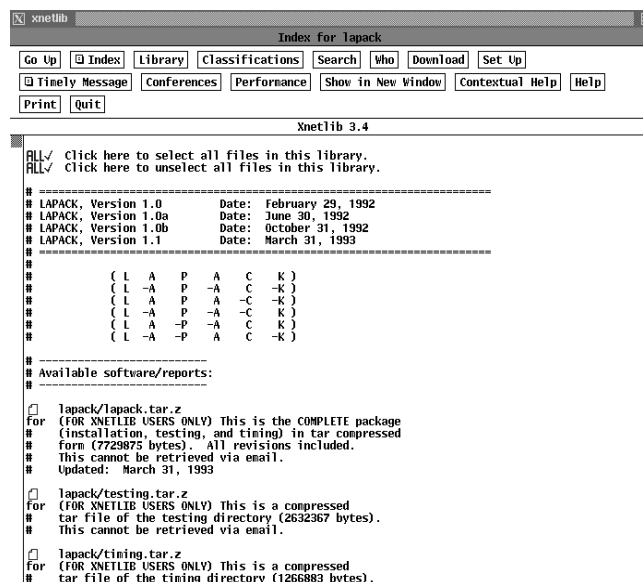 xnetlib
Index for lapack
Go Up Index Library Classifications Search Who Download Set Up
Timely Message Conferences Performance Show in New Window Contextual Help Help
Print Quit
Xnetlib 3.4
ALL✓ Click here to select all files in this library.
ALL✓ Click here to unselect all files in this library.
# ======================================================================
# LAPACK, Version 1.0 Date: February 29, 1992
# LAPACK, Version 1.0a Date: June 30, 1992
# LAPACK, Version 1.0b Date: October 31, 1992
# LAPACK, Version 1.1 Date: March 31, 1993
# ======================================================================
#
# ( L A P A C K )
# ( L -A P -A C -K )
# ( L A P A -C -K )
# ( L -A P -A -C K )
# ( L A -P -A C K )
# ( L -A -P A C -K )
# --------------------------
# Available software/reports:
# --------------------------
lapack/lapack.tar.z
for (FOR XNETLIB USERS ONLY) This is the COMPLETE package
# (installation, testing, and timing) in tar compressed
# form (7729875 bytes). All revisions included.
# This cannot be retrieved via email.
# Updated: March 31, 1993
lapack/testing.tar.z
for (FOR XNETLIB USERS ONLY) This is a compressed
# tar file of the testing directory (2632367 bytes).
# This cannot be retrieved via email.
lapack/timing.tar.z
for (FOR XNETLIB USERS ONLY) This is a compressed
# tar file of the timing directory (1266883 bytes).